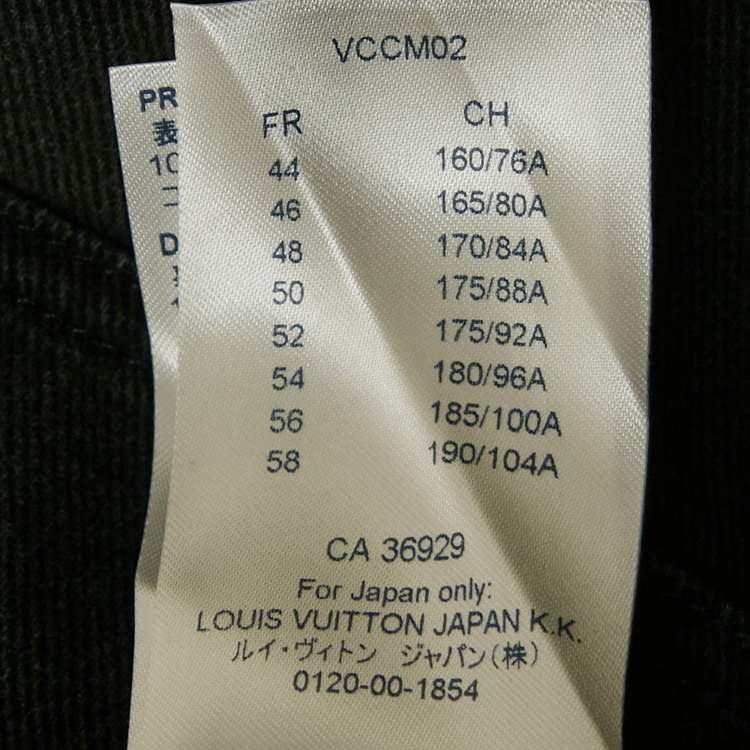 VCCM02
FR CH
44 160/76A
46 165/80A
48 170/84A
50 175/88A
52 175/92A
54 180/96A
56 185/100A
58 190/104A
CA 36929
For Japan only:
LOUIS VUITTON JAPAN K.K.
ルイ・ヴィトン ジャパン(株)
0120-00-1854
PR
表
10
D